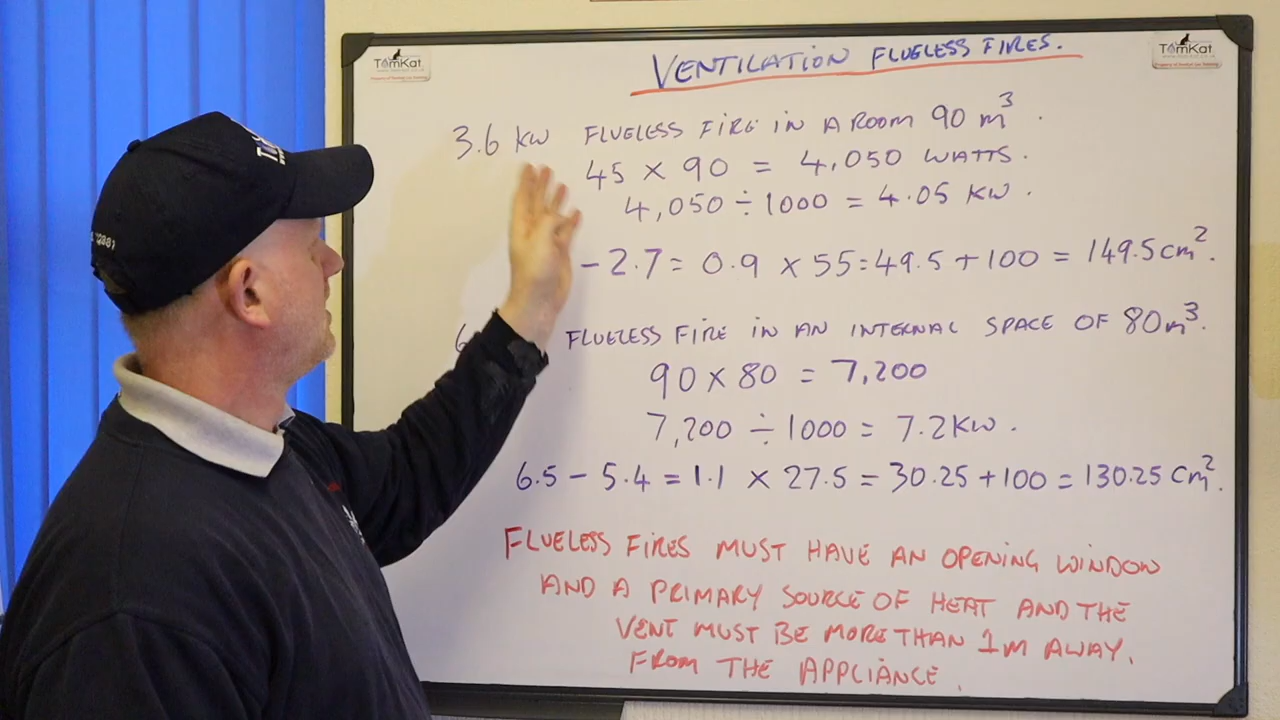 VENTILATION FLUELESS FIRES.
TomKat
TomKat
3.6 KW FLUELESS FIRE IN A ROOM 90 m³.
45 × 90 = 4,050 WATTS.
4,050 ÷ 1000 = 4.05 KW.
- 2.7 = 0.9 × 55 = 49.5 + 100 = 149.5 cm².
6 FLUELESS FIRE IN AN INTERNAL SPACE OF 80m³.
90 × 80 = 7,200
7,200 ÷ 1000 = 7.2KW.
6.5 - 5.4 = 1.1 × 27.5 = 30.25 + 100 = 130.25 cm².
FLUELESS FIRES MUST HAVE AN OPENING WINDOW
AND A PRIMARY SOURCE OF HEAT AND THE
VENT MUST BE MORE THAN 1M AWAY.
FROM THE APPLIANCE.